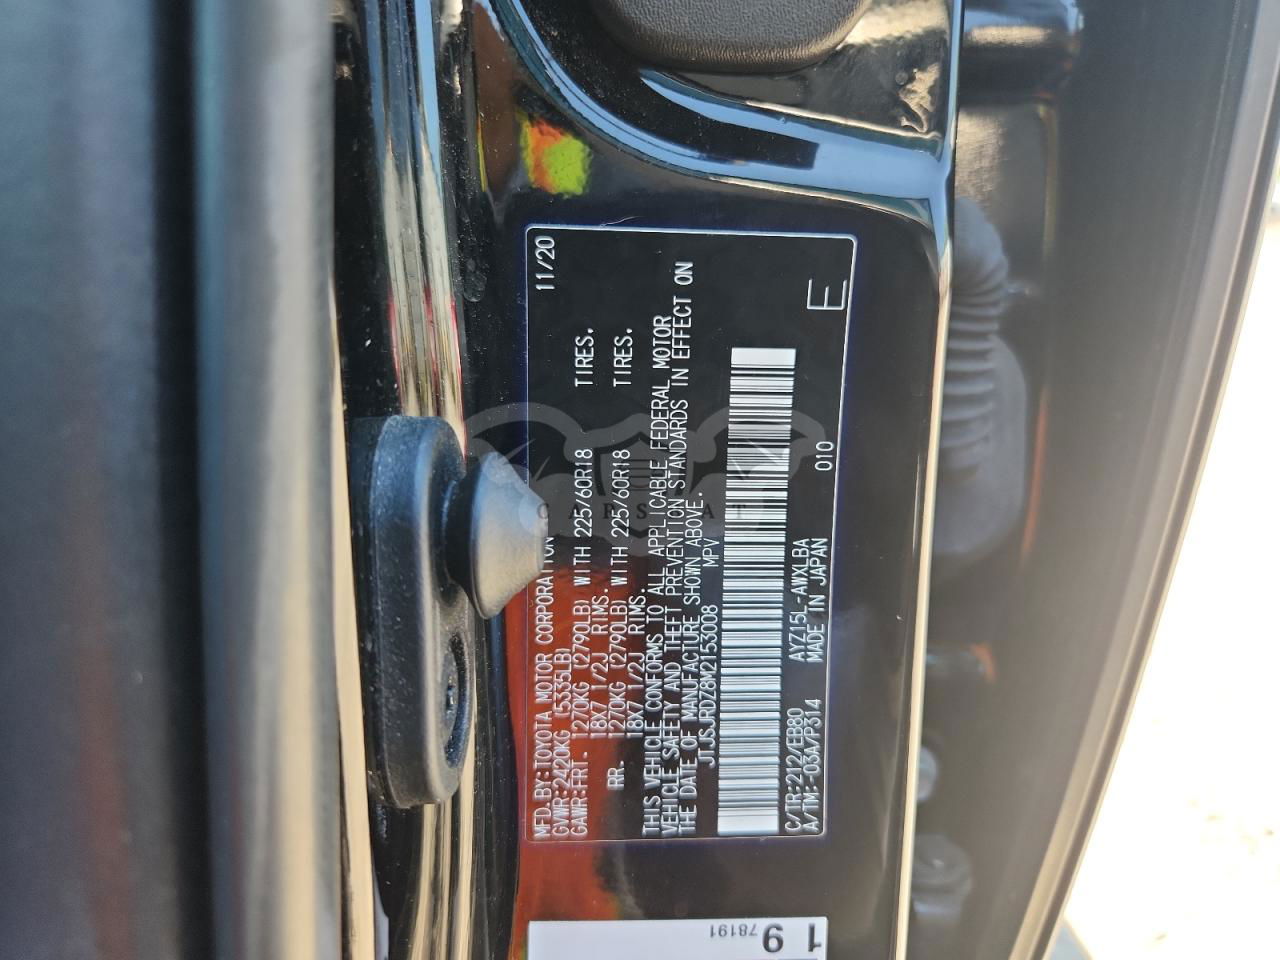 MFD. BY:TOYOTA MOTOR CORPORATION 11/20
GVWR:2420KG (5335LB)
GAWR:FRT. 1270KG (2790LB) WITH 225/60R18 TIRES.
18X7 1/2J RIMS.
RR. 1270KG (2790LB) WITH 225/60R18 TIRES.
18X7 1/2J RIMS.
THIS VEHICLE CONFORMS TO ALL APPLICABLE FEDERAL MOTOR
VEHICLE SAFETY AND THEFT PREVENTION STANDARDS IN EFFECT ON
THE DATE OF MANUFACTURE SHOWN ABOVE.
JTJSJRDZ8M2153008 MPV
C/TR:212/EB80 AYZ15L-AWXLBA
A/TM:-03A/P314 MADE IN JAPAN 010 E
19
78191